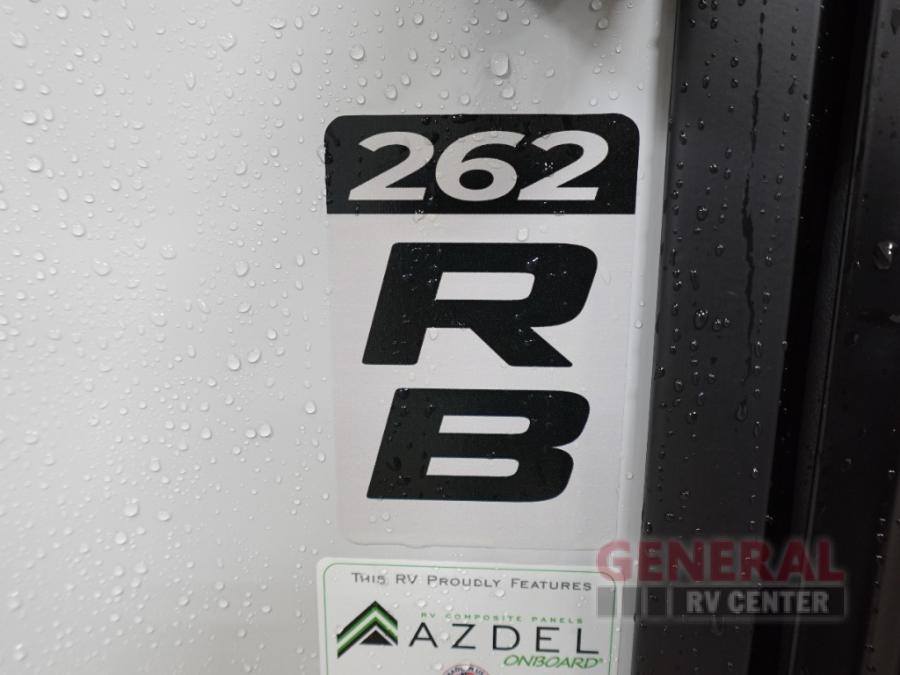 262
R
B
THIS RV PROUDLY FEATURES
RV COMPOSITE PANELS
AZDEL
ONBOARD®
GENERAL
RV CENTER